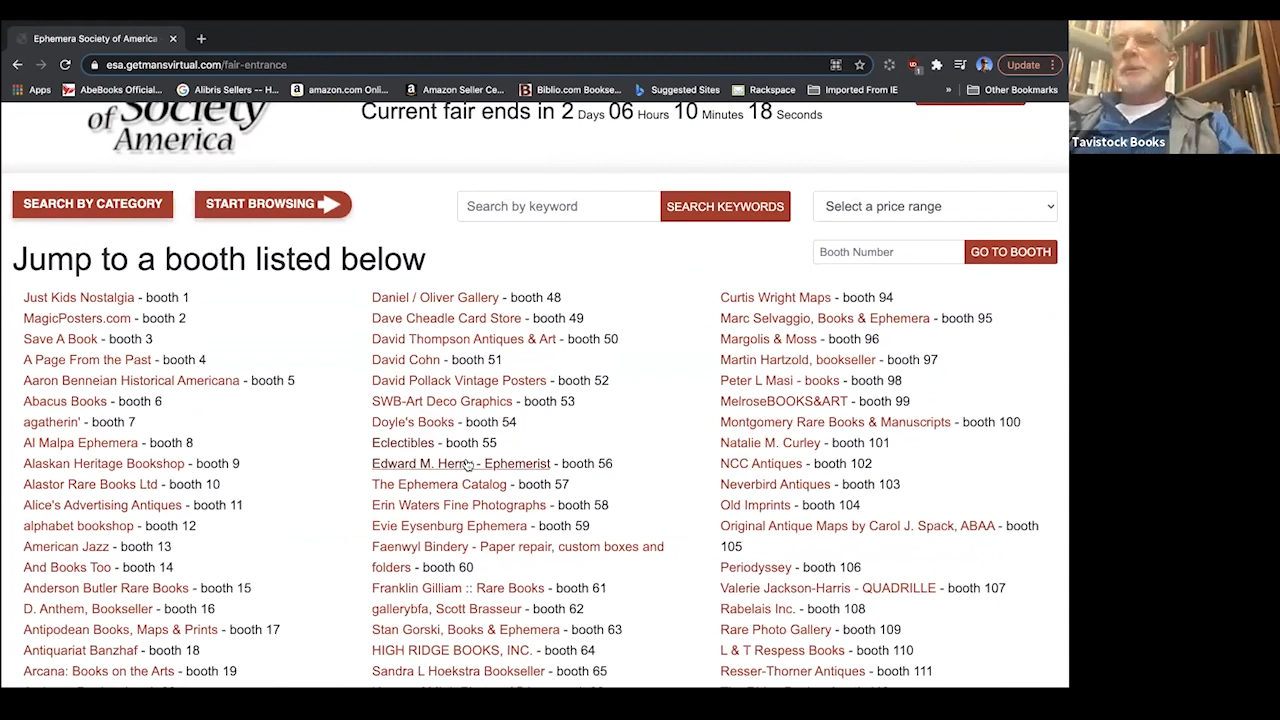 Ephemera Society of America
esa.getmansvirtual.com/fair-entrance
Update
Apps
AbeBooks Official...
Alibris Sellers -- H...
amazon.com Onli...
Amazon Seller Ce...
Biblio.com Bookse...
Suggested Sites
Rackspace
Imported From IE
»
Other Bookmarks
Tavistock Books
of Society
America
Current fair ends in 2 Days 06 Hours 10 Minutes 18 Seconds
SEARCH BY CATEGORY
START BROWSING
Search by keyword
SEARCH KEYWORDS
Select a price range
Jump to a booth listed below
Booth Number
GO TO BOOTH
Just Kids Nostalgia - booth 1
MagicPosters.com - booth 2
Save A Book - booth 3
A Page From the Past - booth 4
Aaron Benneian Historical Americana - booth 5
Abacus Books - booth 6
agatherin' - booth 7
Al Malpa Ephemera - booth 8
Alaskan Heritage Bookshop - booth 9
Alastor Rare Books Ltd - booth 10
Alice's Advertising Antiques - booth 11
alphabet bookshop - booth 12
American Jazz - booth 13
And Books Too - booth 14
Anderson Butler Rare Books - booth 15
D. Anthem, Bookseller - booth 16
Antipodean Books, Maps & Prints - booth 17
Antiquariat Banzhaf - booth 18
Arcana: Books on the Arts - booth 19
Daniel / Oliver Gallery - booth 48
Dave Cheadle Card Store - booth 49
David Thompson Antiques & Art - booth 50
David Cohn - booth 51
David Pollack Vintage Posters - booth 52
SWB-Art Deco Graphics - booth 53
Doyle's Books - booth 54
Eclectibles - booth 55
Edward M. - Ephemerist - booth 56
The Ephemera Catalog - booth 57
Erin Waters Fine Photographs - booth 58
Evie Eysenburg Ephemera - booth 59
Faenwyl Bindery - Paper repair, custom boxes and
folders - booth 60
Franklin Gilliam :: Rare Books - booth 61
gallerybfa, Scott Brasseur - booth 62
Stan Gorski, Books & Ephemera - booth 63
HIGH RIDGE BOOKS, INC. - booth 64
Sandra L Hoekstra Bookseller - booth 65
Curtis Wright Maps - booth 94
Marc Selvaggio, Books & Ephemera - booth 95
Margolis & Moss - booth 96
Martin Hartzold, bookseller - booth 97
Peter L Masi - books - booth 98
MelroseBOOKS&ART - booth 99
Montgomery Rare Books & Manuscripts - booth 100
Natalie M. Curley - booth 101
NCC Antiques - booth 102
Neverbird Antiques - booth 103
Old Imprints - booth 104
Original Antique Maps by Carol J. Spack, ABAA - booth
105
Periodyssey - booth 106
Valerie Jackson-Harris - QUADRILLE - booth 107
Rabelais Inc. - booth 108
Rare Photo Gallery - booth 109
L & T Respess Books - booth 110
Resser-Thorner Antiques - booth 111